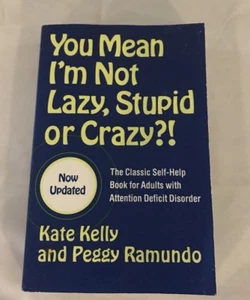 You Mean
I'm Not
Lazy, Stupid
or Crazy?!
Now
Updated
The Classic Self-Help
Book for Adults with
Attention Deficit Disorder
Kate Kelly
and Peggy Ramundo